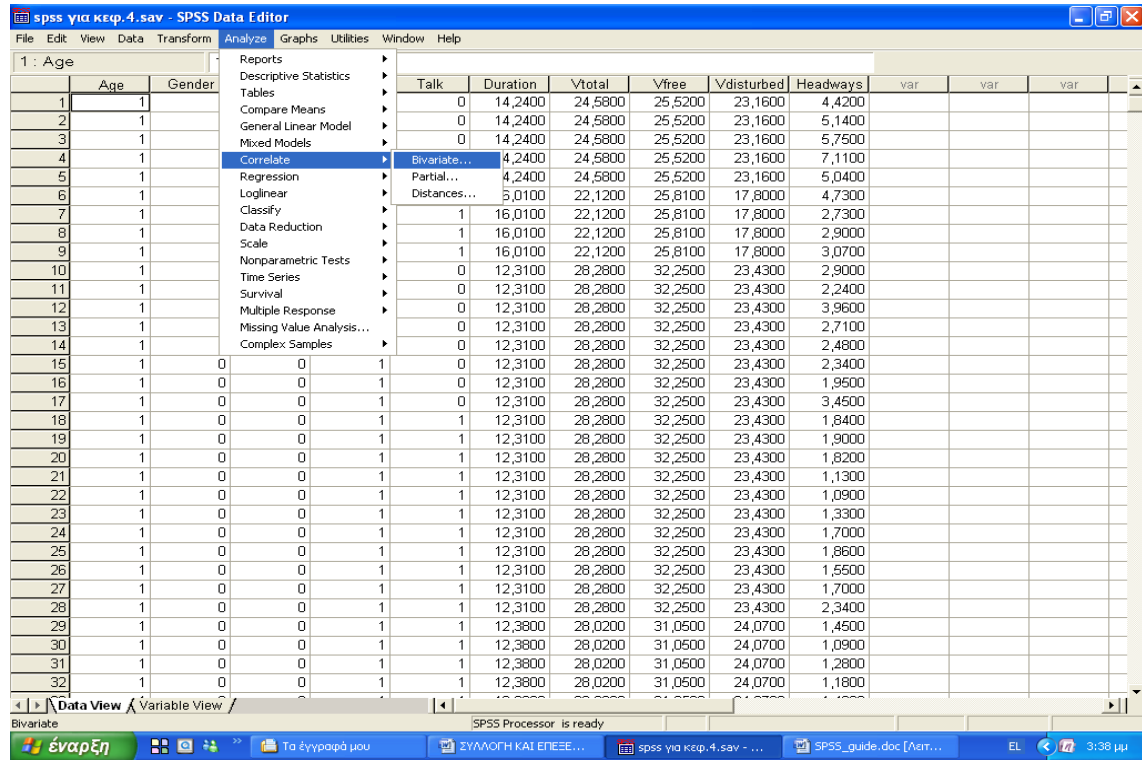 spss για κεφ.4.sav - SPSS Data Editor
File Edit View Data Transform Analyze Graphs Utilities Window Help
1 : Age
Reports
Descriptive Statistics
Tables
Compare Means
General Linear Model
Mixed Models
Correlate
Regression
Loglinear
Classify
Data Reduction
Scale
Nonparametric Tests
Time Series
Survival
Multiple Response
Missing Value Analysis...
Complex Samples
Bivariate...
Partial...
Distances...
Age Gender Talk Duration Vtotal Vfree Vdisturbed Headways var var var
1 1 0 14,2400 24,5800 25,5200 23,1600 4,4200
2 1 0 14,2400 24,5800 25,5200 23,1600 5,1400
3 1 0 14,2400 24,5800 25,5200 23,1600 5,7500
4 1 4,2400 24,5800 25,5200 23,1600 7,1100
5 1 4,2400 24,5800 25,5200 23,1600 5,0400
6 1 6,0100 22,1200 25,8100 17,8000 4,7300
7 1 1 16,0100 22,1200 25,8100 17,8000 2,7300
8 1 1 16,0100 22,1200 25,8100 17,8000 2,9000
9 1 1 16,0100 22,1200 25,8100 17,8000 3,0700
10 1 0 12,3100 28,2800 32,2500 23,4300 2,9000
11 1 0 12,3100 28,2800 32,2500 23,4300 2,2400
12 1 0 12,3100 28,2800 32,2500 23,4300 3,9600
13 1 0 12,3100 28,2800 32,2500 23,4300 2,7100
14 1 0 12,3100 28,2800 32,2500 23,4300 2,4800
15 1 0 0 1 0 12,3100 28,2800 32,2500 23,4300 2,3400
16 1 0 0 1 0 12,3100 28,2800 32,2500 23,4300 1,9500
17 1 0 0 1 0 12,3100 28,2800 32,2500 23,4300 3,4500
18 1 0 0 1 1 12,3100 28,2800 32,2500 23,4300 1,8400
19 1 0 0 1 1 12,3100 28,2800 32,2500 23,4300 1,9000
20 1 0 0 1 1 12,3100 28,2800 32,2500 23,4300 1,8200
21 1 0 0 1 1 12,3100 28,2800 32,2500 23,4300 1,1300
22 1 0 0 1 1 12,3100 28,2800 32,2500 23,4300 1,0900
23 1 0 0 1 1 12,3100 28,2800 32,2500 23,4300 1,3300
24 1 0 0 1 1 12,3100 28,2800 32,2500 23,4300 1,7000
25 1 0 0 1 1 12,3100 28,2800 32,2500 23,4300 1,8600
26 1 0 0 1 1 12,3100 28,2800 32,2500 23,4300 1,5500
27 1 0 0 1 1 12,3100 28,2800 32,2500 23,4300 1,7000
28 1 0 0 1 1 12,3100 28,2800 32,2500 23,4300 2,3400
29 1 0 0 1 1 12,3800 28,0200 31,0500 24,0700 1,4500
30 1 0 0 1 1 12,3800 28,0200 31,0500 24,0700 1,0900
31 1 0 0 1 1 12,3800 28,0200 31,0500 24,0700 1,2800
32 1 0 0 1 1 12,3800 28,0200 31,0500 24,0700 1,1800
Data View Variable View
Bivariate SPSS Processor is ready
έναρξη Τα έγγραφά μου ΣΥΛΛΟΓΗ ΚΑΙ ΕΠΕΞΕ... spss για κεφ.4.sav - ... SPSS_guide.doc [Λειτ... EL 3:38 μμ